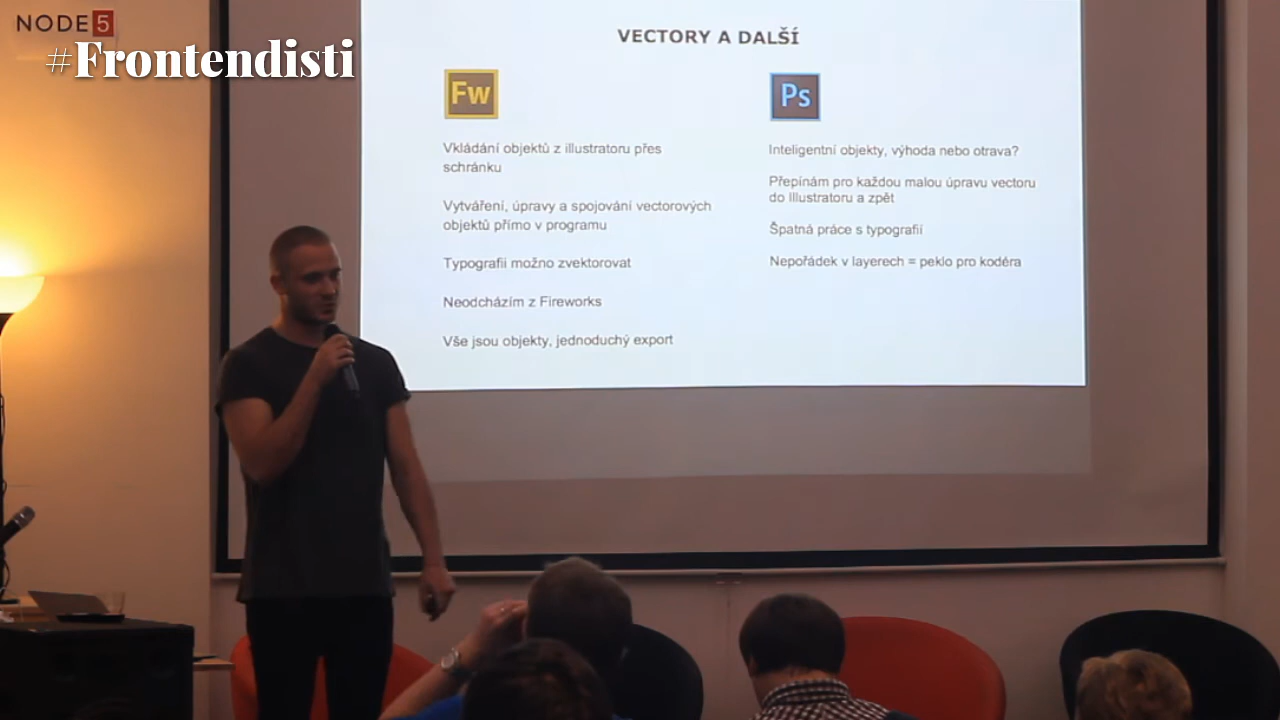 NODE5
#Frontendisti
VECTORY A DALŠÍ
Fw
Vkládání objektů z illustratoru přes
schránku
Vytváření, úpravy a spojování vectorových
objektů přímo v programu
Typografii možno zvektorovat
Neodcházím z Fireworks
Vše jsou objekty, jednoduchý export
Ps
Inteligentní objekty, výhoda nebo otrava?
Přepínám pro každou malou úpravu vectoru
do Illustratoru a zpět
Špatná práce s typografií
Nepořádek v layerech = peklo pro kodéra